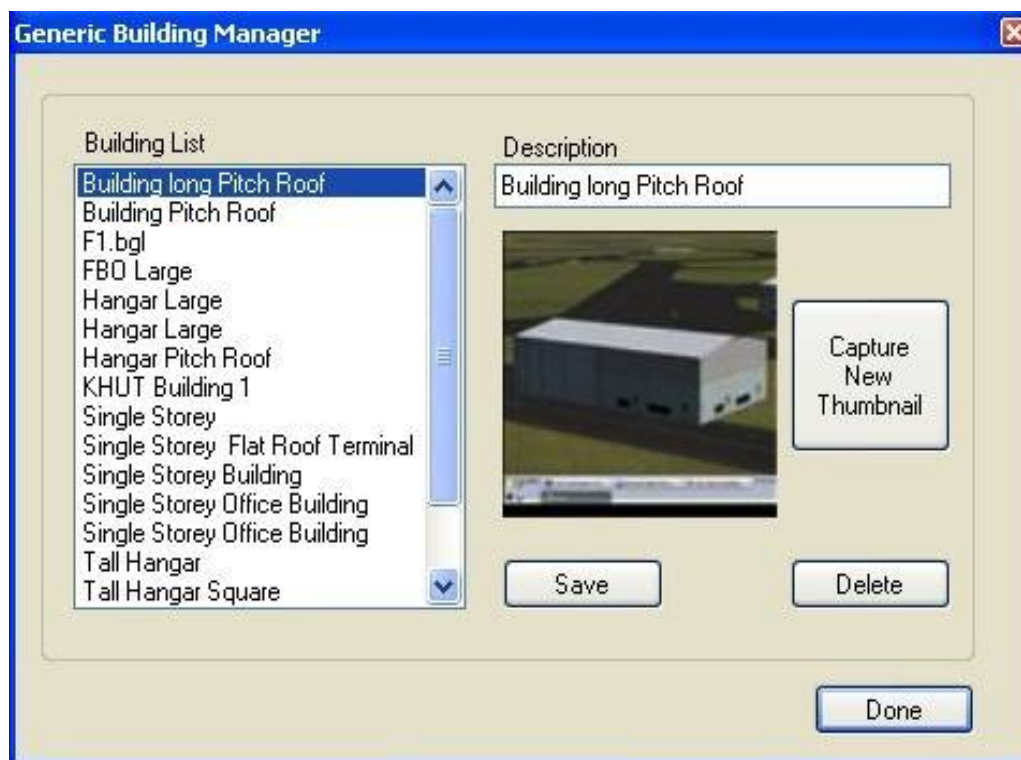 Generic Building Manager
Building List
Building long Pitch Roof
Building Pitch Roof
F1.bgl
FBO Large
Hangar Large
Hangar Large
Hangar Pitch Roof
KHUT Building 1
Single Storey
Single Storey  Flat Roof Terminal
Single Storey Building
Single Storey Office Building
Single Storey Office Building
Tall Hangar
Tall Hangar Square
Description
Building long Pitch Roof
Capture
New
Thumbnail
Save
Delete
Done